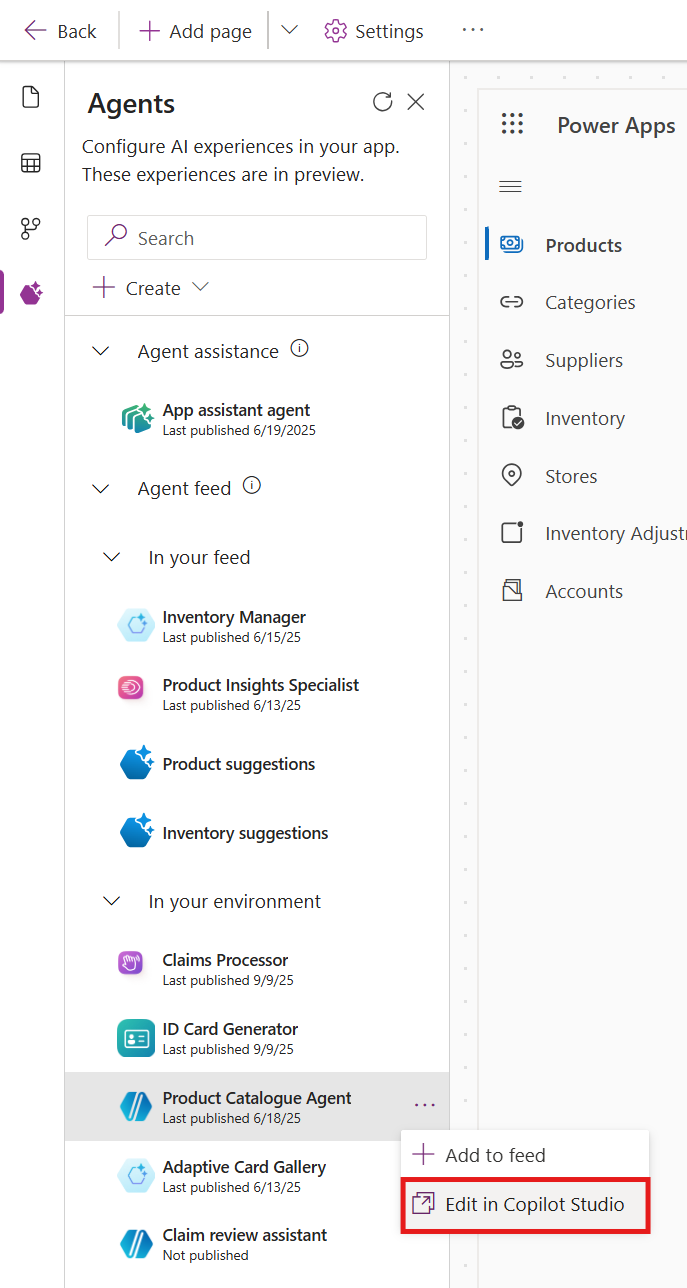 Back
Add page
Settings
...
Agents
Configure AI experiences in your app.
These experiences are in preview.
Search
Create
Agent assistance
App assistant agent
Last published 6/19/2025
Agent feed
In your feed
Inventory Manager
Last published 6/15/25
Product Insights Specialist
Last published 6/13/25
Product suggestions
Inventory suggestions
In your environment
Claims Processor
Last published 9/9/25
ID Card Generator
Last published 9/9/25
Product Catalogue Agent
Last published 6/18/25
...
Adaptive Card Gallery
Last published 6/13/25
Claim review assistant
Not published
Add to feed
Edit in Copilot Studio
Power Apps
Products
Categories
Suppliers
Inventory
Stores
Inventory Adjust
Accounts